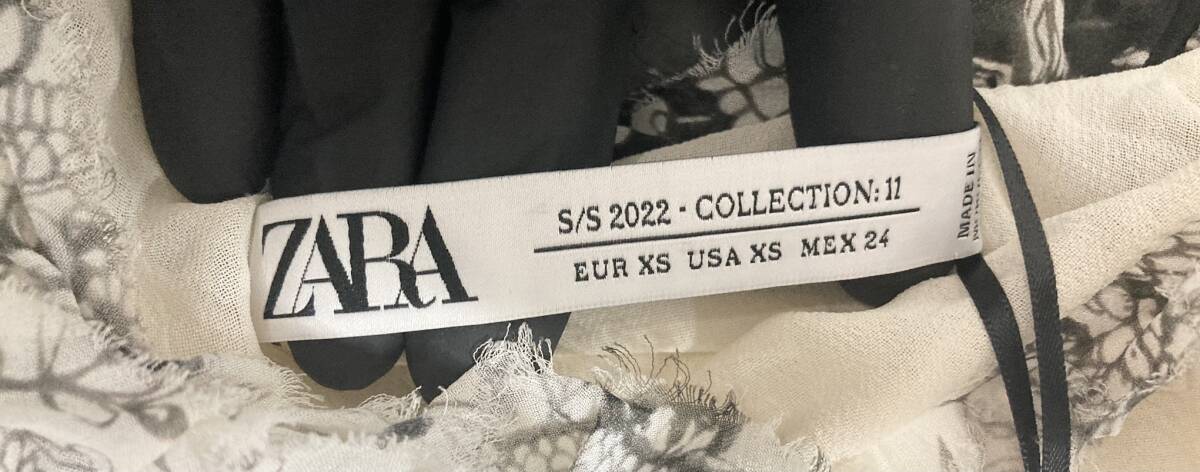 ZARA
S/S 2022 - COLLECTION: 11
EUR XS USA XS MEX 24
MADE IN